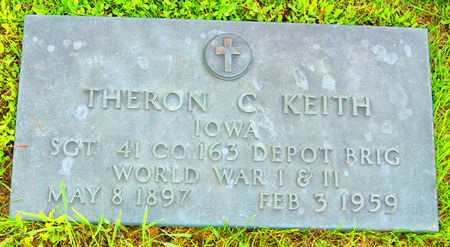 THERON C KEITH
IOWA
SGT 41 CO 163 DEPOT BRIG
WORLD WAR I & II
MAY 8 1897 FEB 3 1959